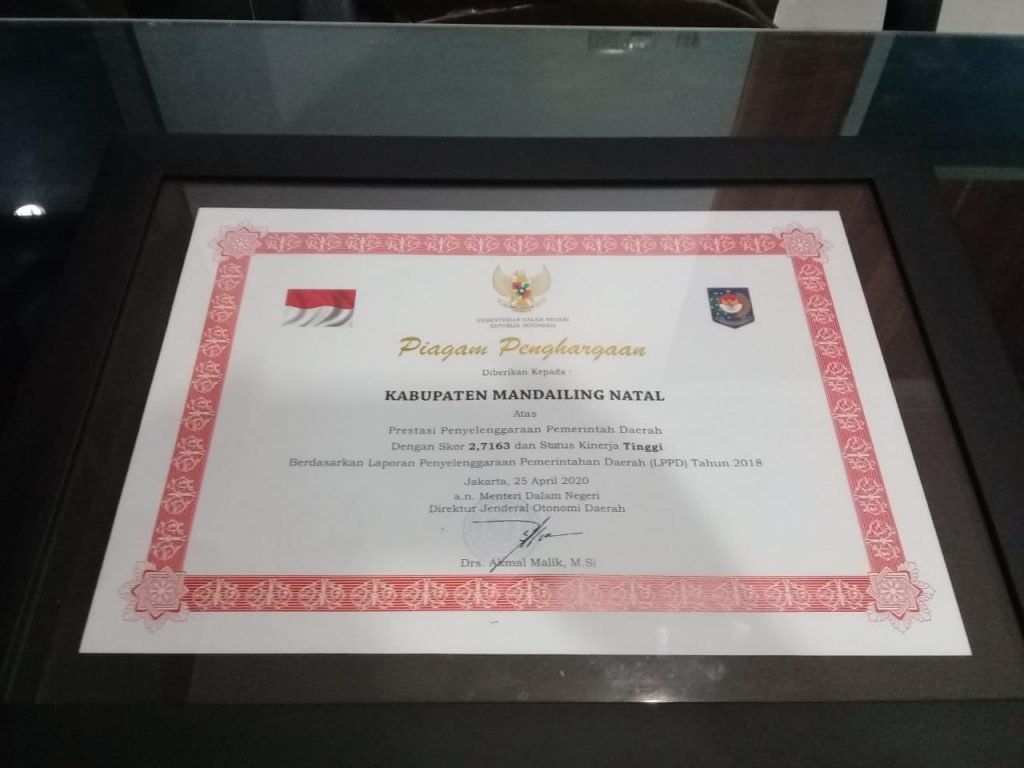 KEMENTERIAN DALAM NEGERI
REPUBLIK INDONESIA
Piagam Penghargaan
Diberikan Kepada :
KABUPATEN MANDAILING NATAL
Atas
Prestasi Penyelenggaraan Pemerintah Daerah
Dengan Skor 2,7163 dan Status Kinerja Tinggi
Berdasarkan Laporan Penyelenggaraan Pemerintahan Daerah (LPPD) Tahun 2018
Jakarta, 25 April 2020
a.n. Menteri Dalam Negeri
Direktur Jenderal Otonomi Daerah
Drs. Akmal Malik, M.Si